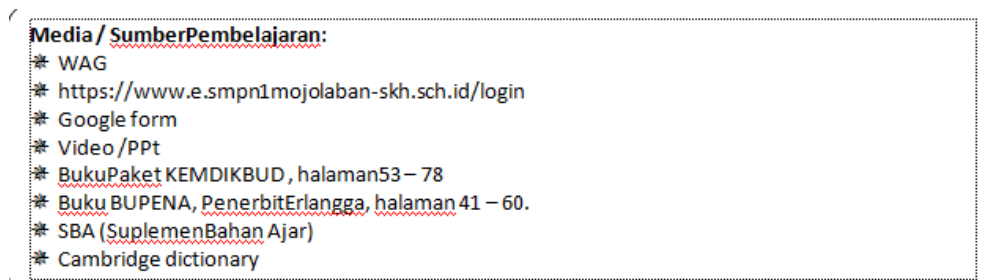 Media / SumberPembelajaran:
✵ WAG
✵ https://www.e.smpn1mojolaban-skh.sch.id/login
✵ Google form
✵ Video /PPt
✵ BukuPaket KEMDIKBUD , halaman53 – 78
✵ Buku BUPENA, PenerbitErlangga, halaman 41 – 60.
✵ SBA (SuplemenBahan Ajar)
✵ Cambridge dictionary